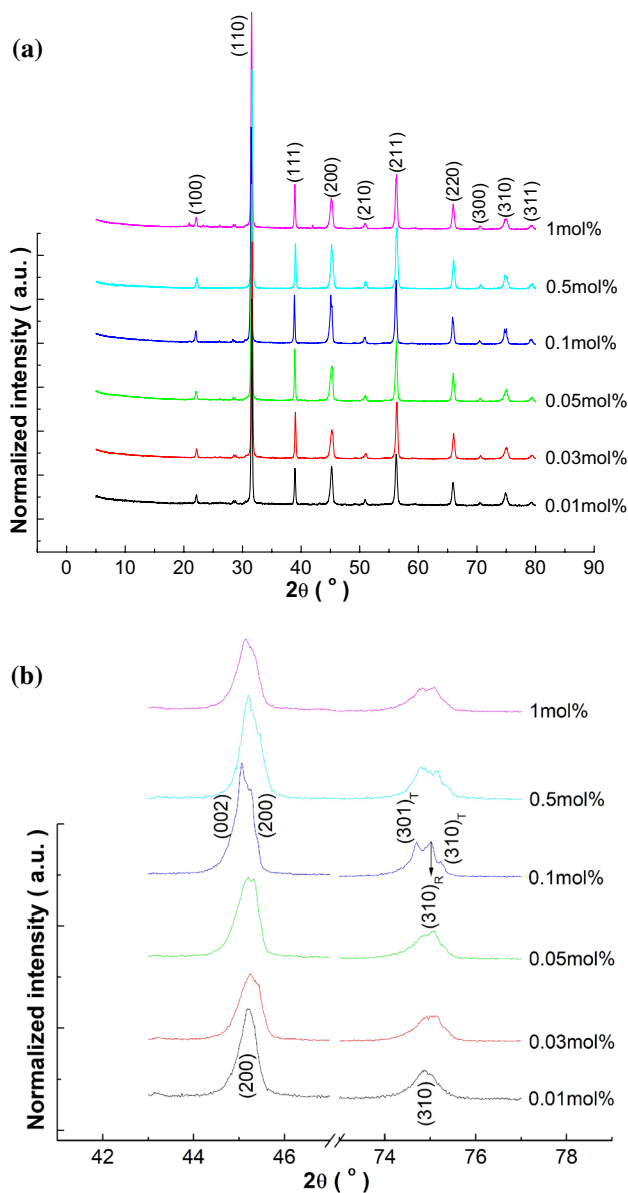 (a)
(110)
(100)
(111)
(200)
(210)
(211)
(220)
(300)
(310)
(311)
1mol%
0.5mol%
0.1mol%
0.05mol%
0.03mol%
0.01mol%
Normalized intensity ( a.u.)
0 10 20 30 40 50 60 70 80 90
2θ ( ° )
(b)
1mol%
0.5mol%
(002)
(200)
(301)T
(310)T
(310)R
0.1mol%
0.05mol%
0.03mol%
(200)
(310)
0.01mol%
Normalized intensity ( a.u.)
42 44 46 74 76 78
2θ ( ° )